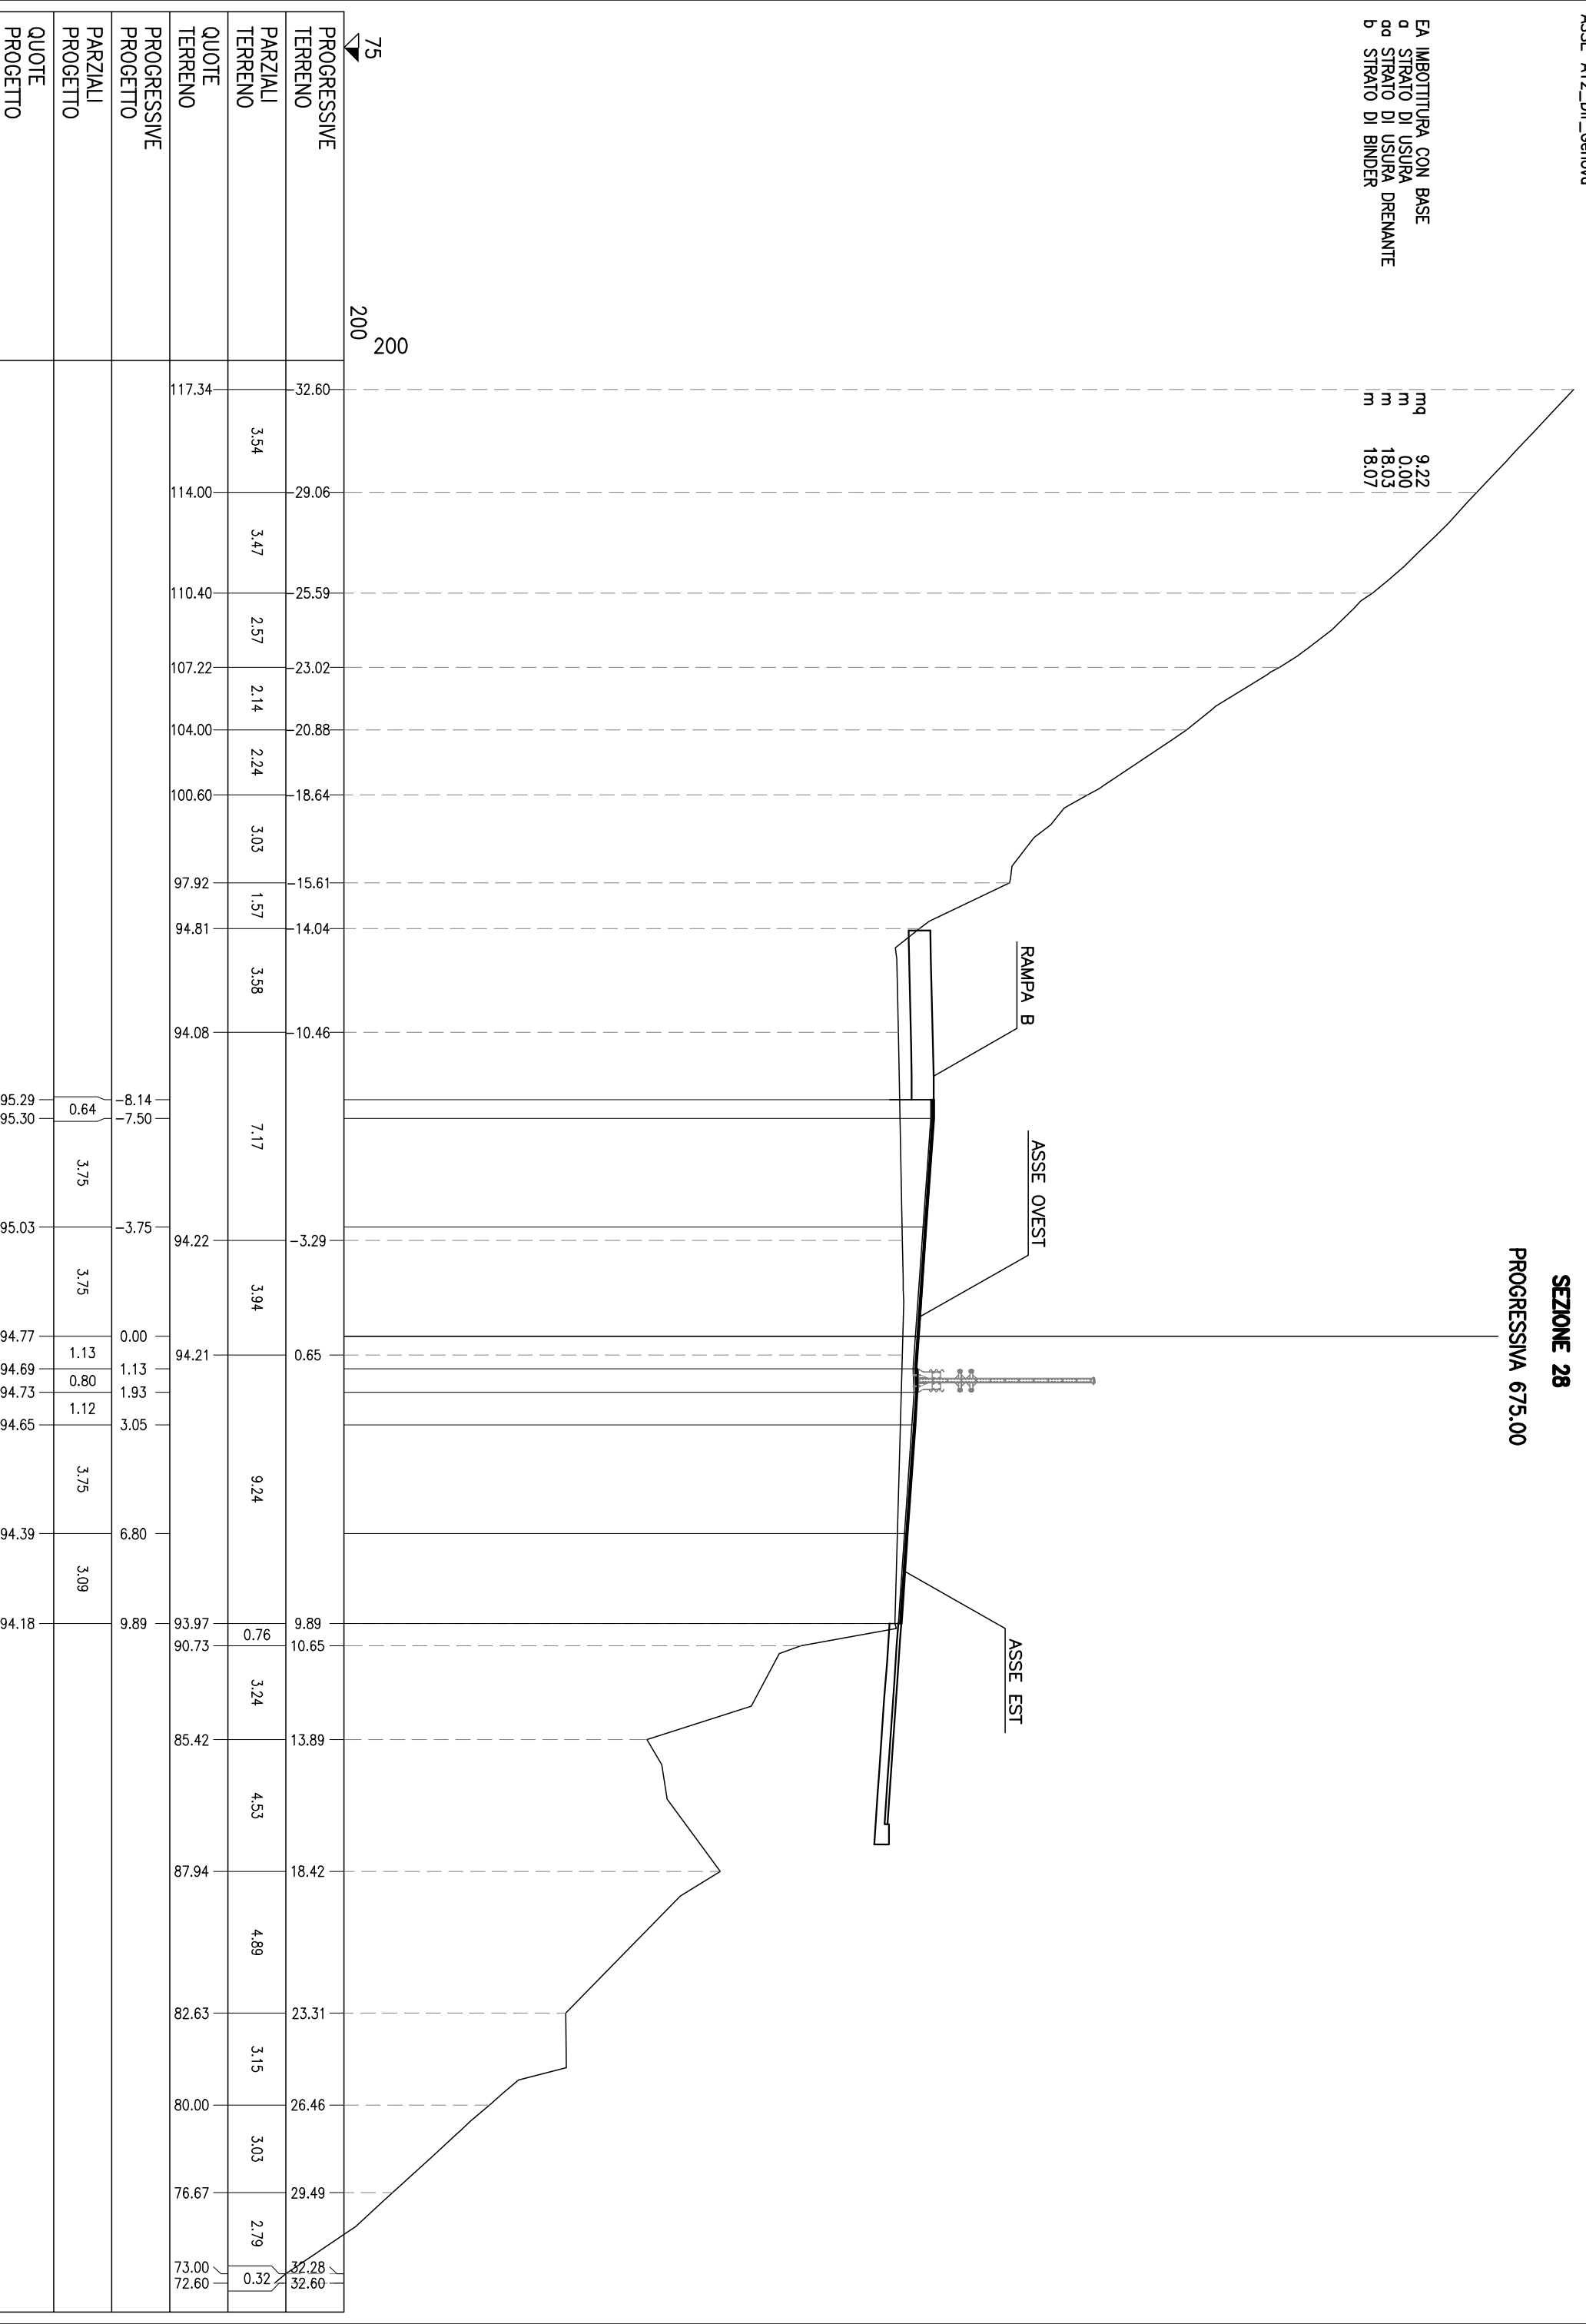 SEZIONE 28
PROGRESSIVA 675.00
EA IMBOTTITURA CON BASE mq 9.22
a STRATO DI USURA m 0.00
aa STRATO DI USURA DRENANTE m 18.03
b STRATO DI BINDER m 18.07
RAMPA B
ASSE OVEST
ASSE EST
200
75
200
PROGRESSIVE
TERRENO
-32.60 -29.06 -25.59 -23.02 -20.88 -18.64 -15.61 -14.04 -10.46 -3.29 0.65 9.89 10.65 13.89 18.42 23.31 26.46 29.49 32.28 32.60
PARZIALI
TERRENO
3.54 3.47 2.57 2.14 2.24 3.03 1.57 3.58 7.17 3.94 9.24 0.76 3.24 4.53 4.89 3.15 3.03 2.79 0.32
QUOTE
TERRENO
117.34 114.00 110.40 107.22 104.00 100.60 97.92 94.81 94.08 94.22 94.21 93.97 90.73 85.42 87.94 82.63 80.00 76.67 73.00 72.60
PROGRESSIVE
PROGETTO
-8.14 -7.50 -3.75 0.00 1.13 1.93 3.05 6.80 9.89
PARZIALI
PROGETTO
0.64 3.75 3.75 1.13 0.80 1.12 3.75 3.09
QUOTE
PROGETTO
95.29 95.30 95.03 94.77 94.69 94.73 94.65 94.39 94.18